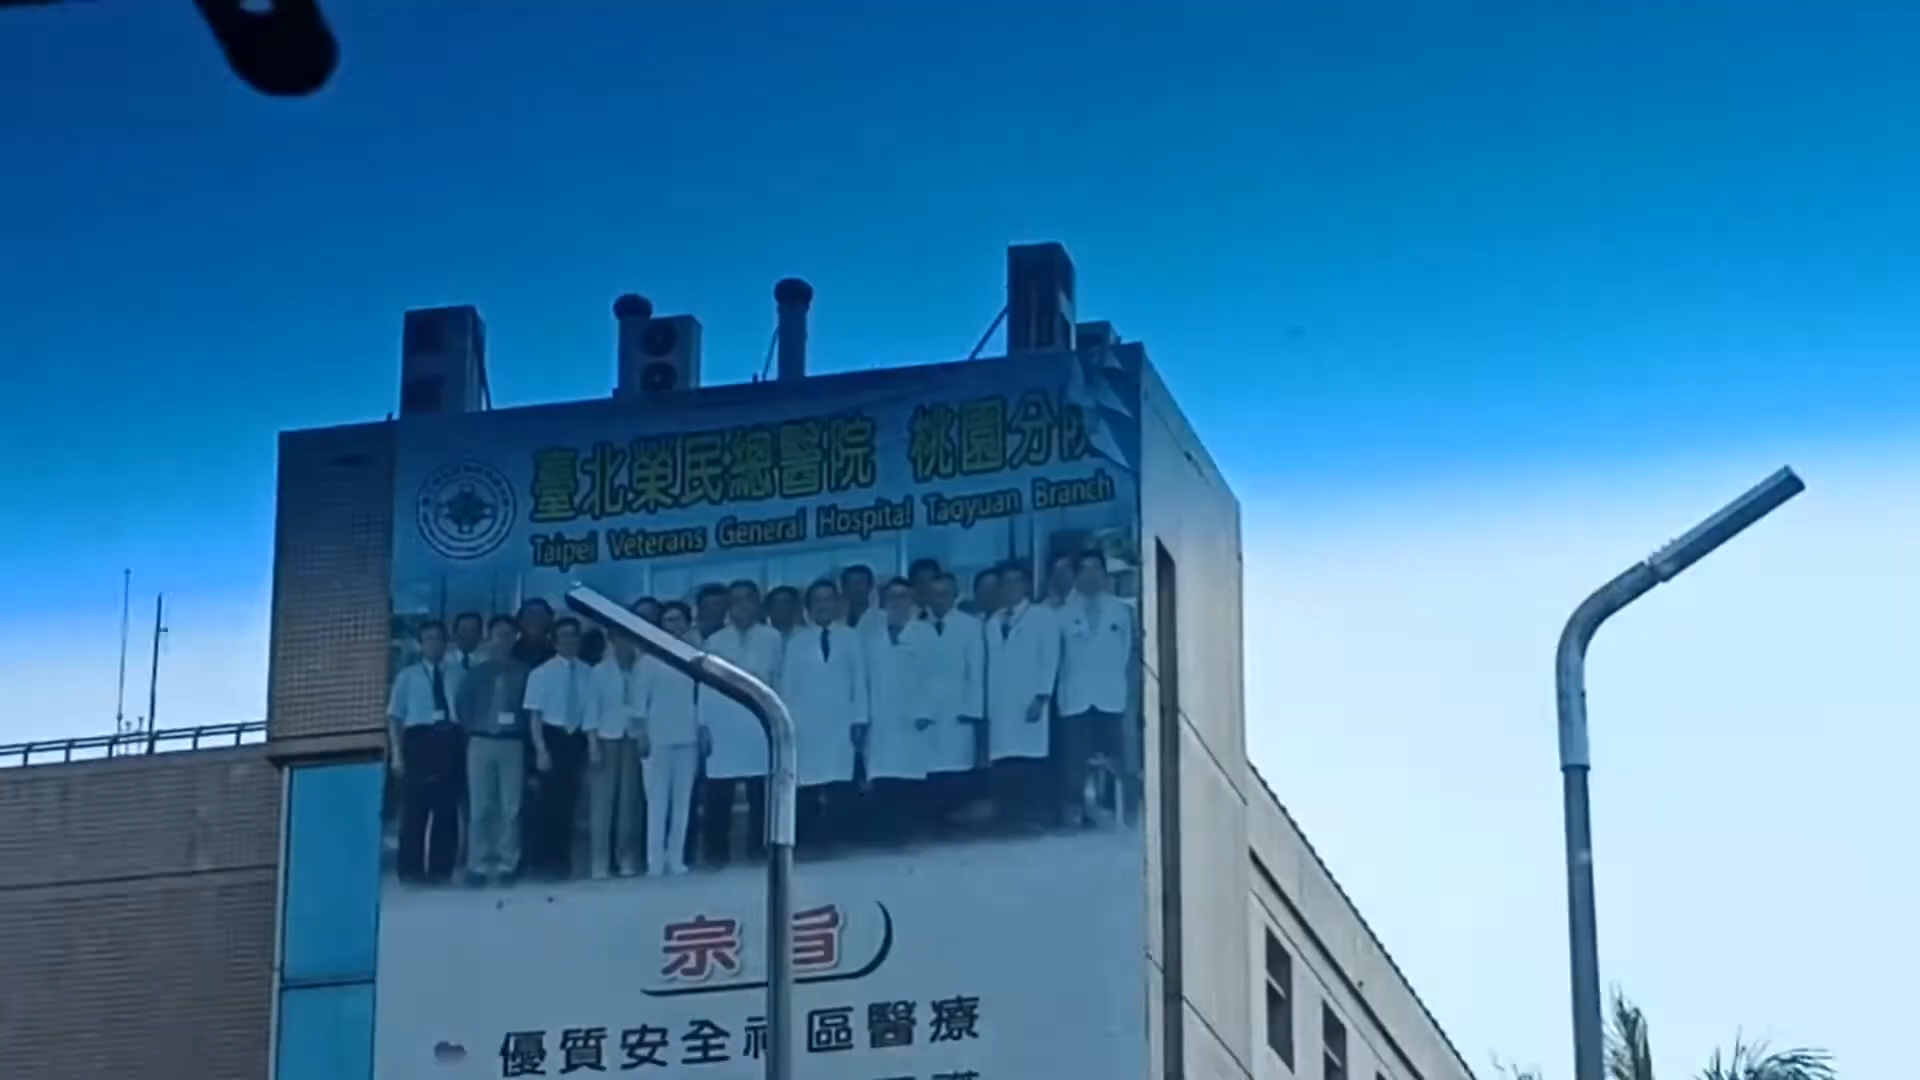 臺北榮民總醫院 桃園分院
Taipei Veterans General Hospital Taoyuan Branch
宗旨
優質安全社區醫療